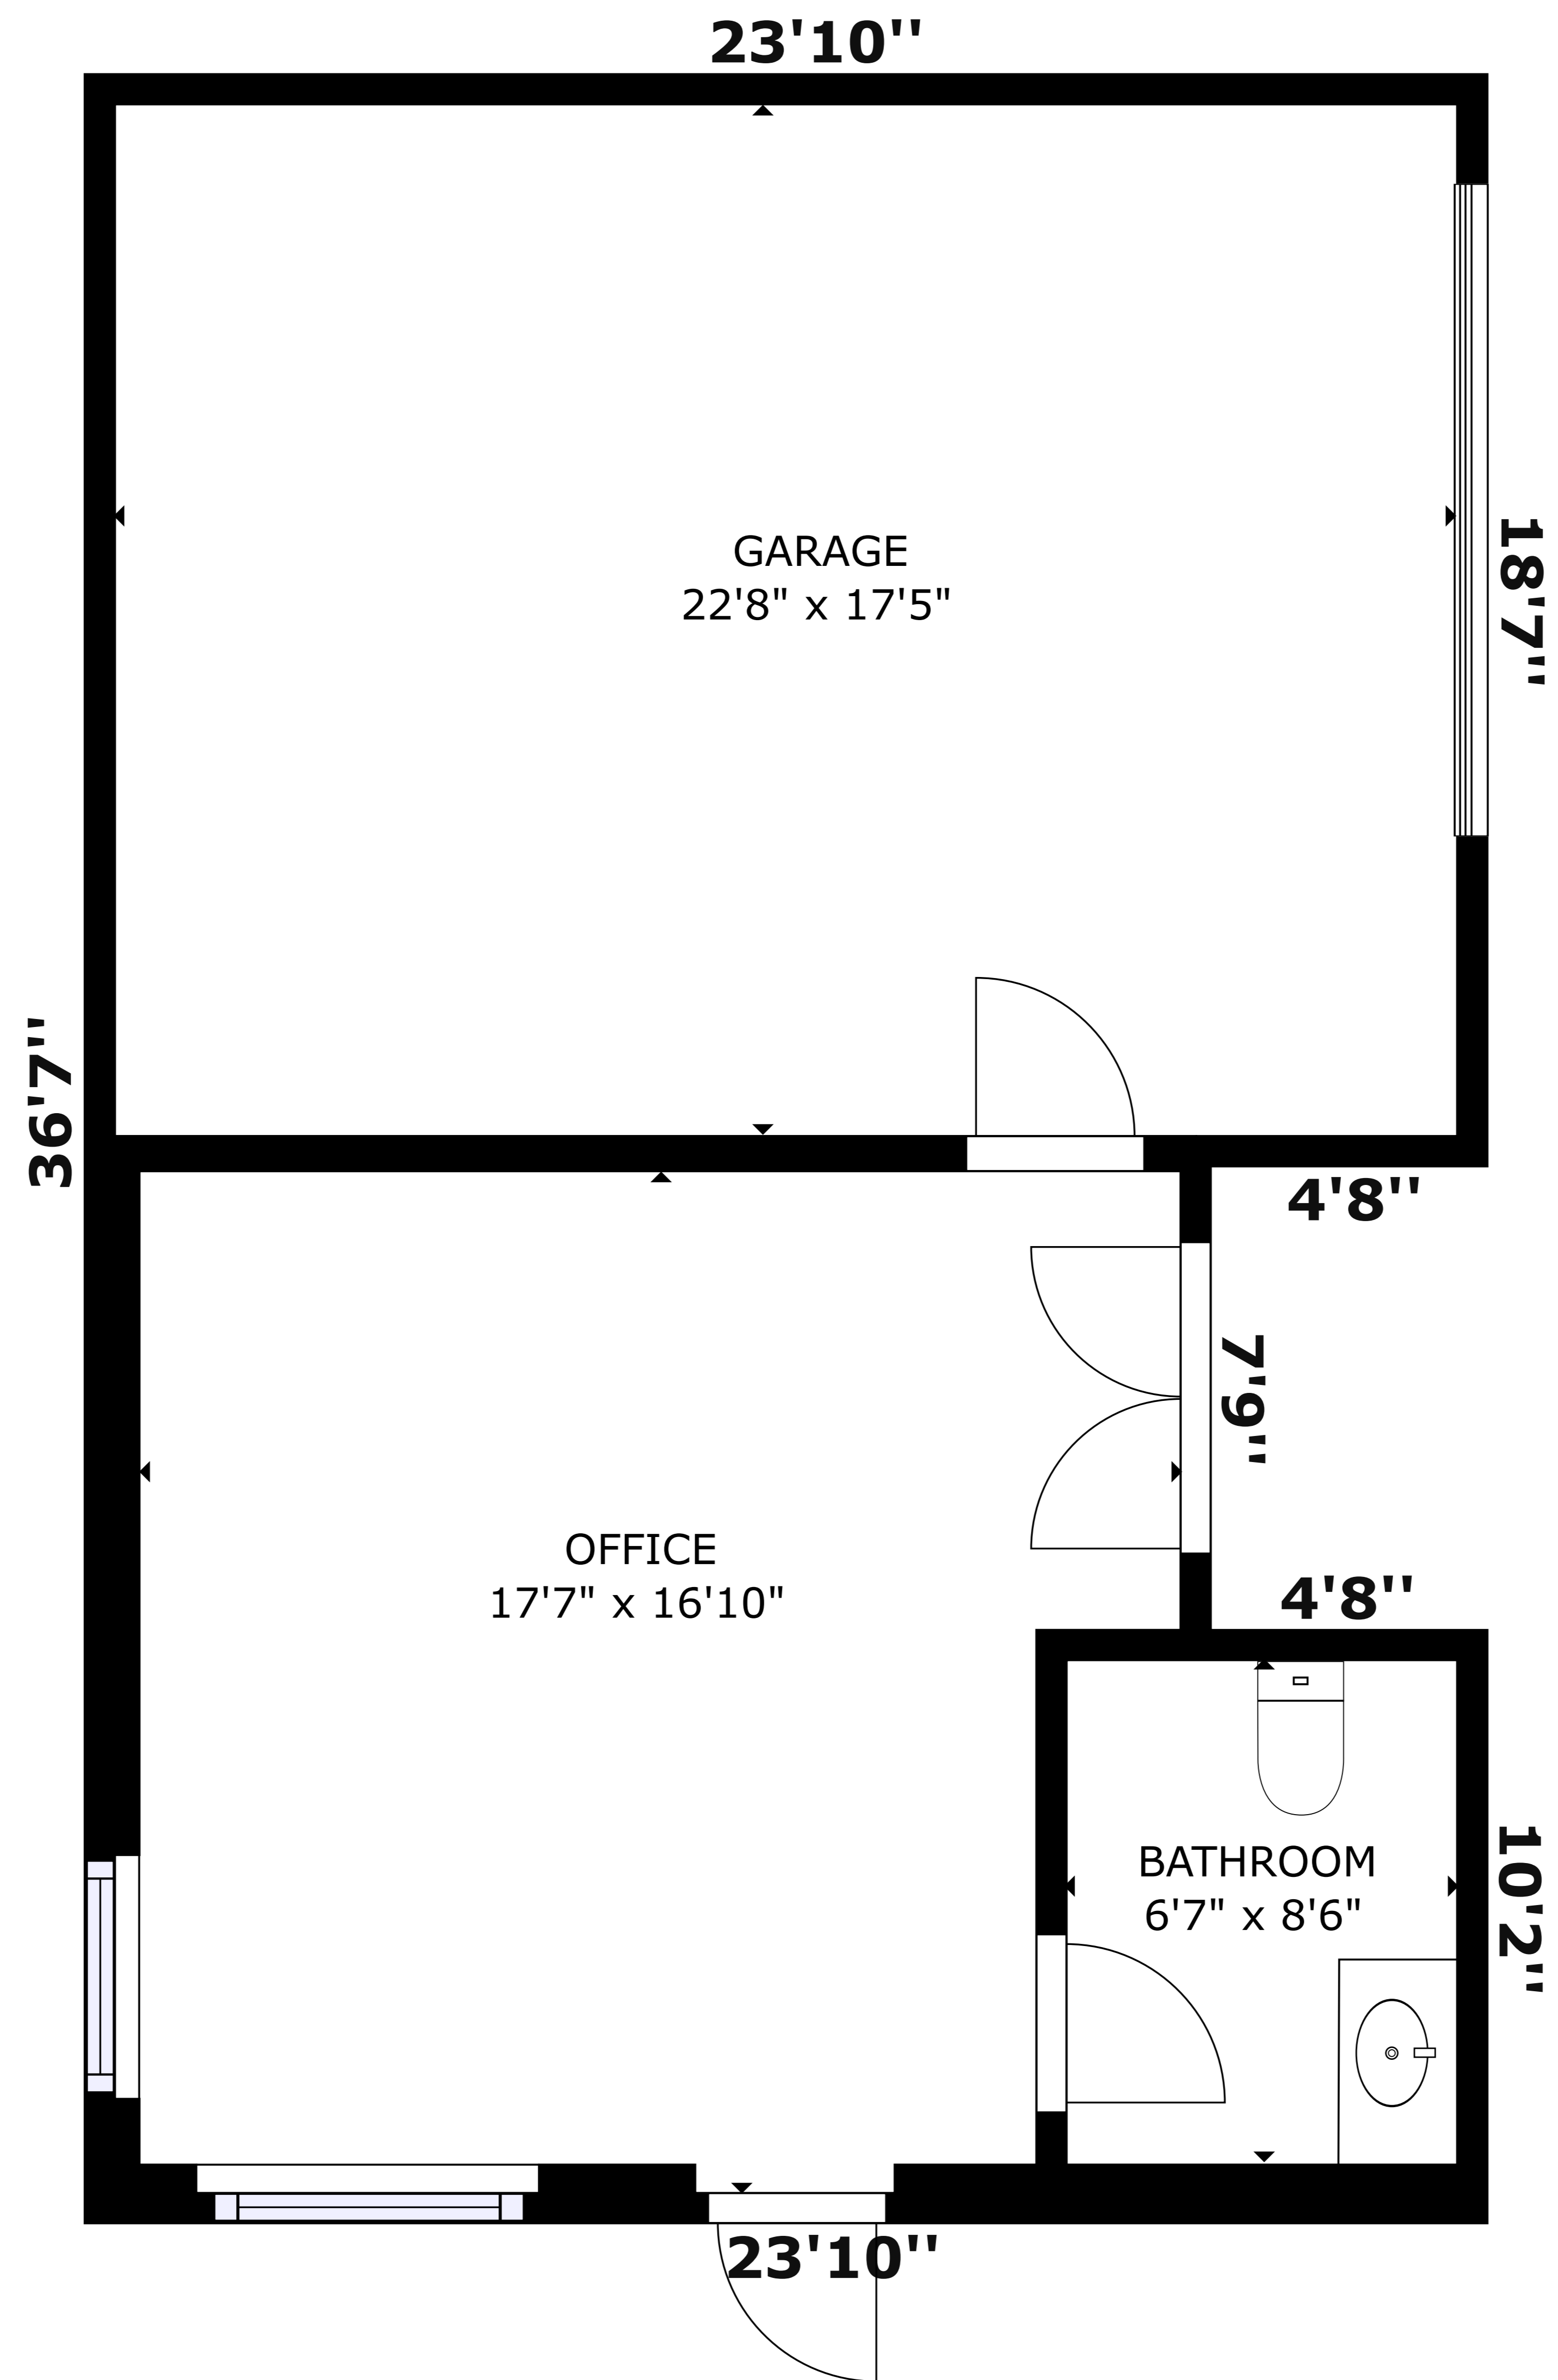 23'10''
GARAGE
22'8" x 17'5"
18'7''
36'7''
4'8''
7'9''
OFFICE
17'7" x 16'10"
4'8''
BATHROOM
6'7" x 8'6"
10'2''
23'10''